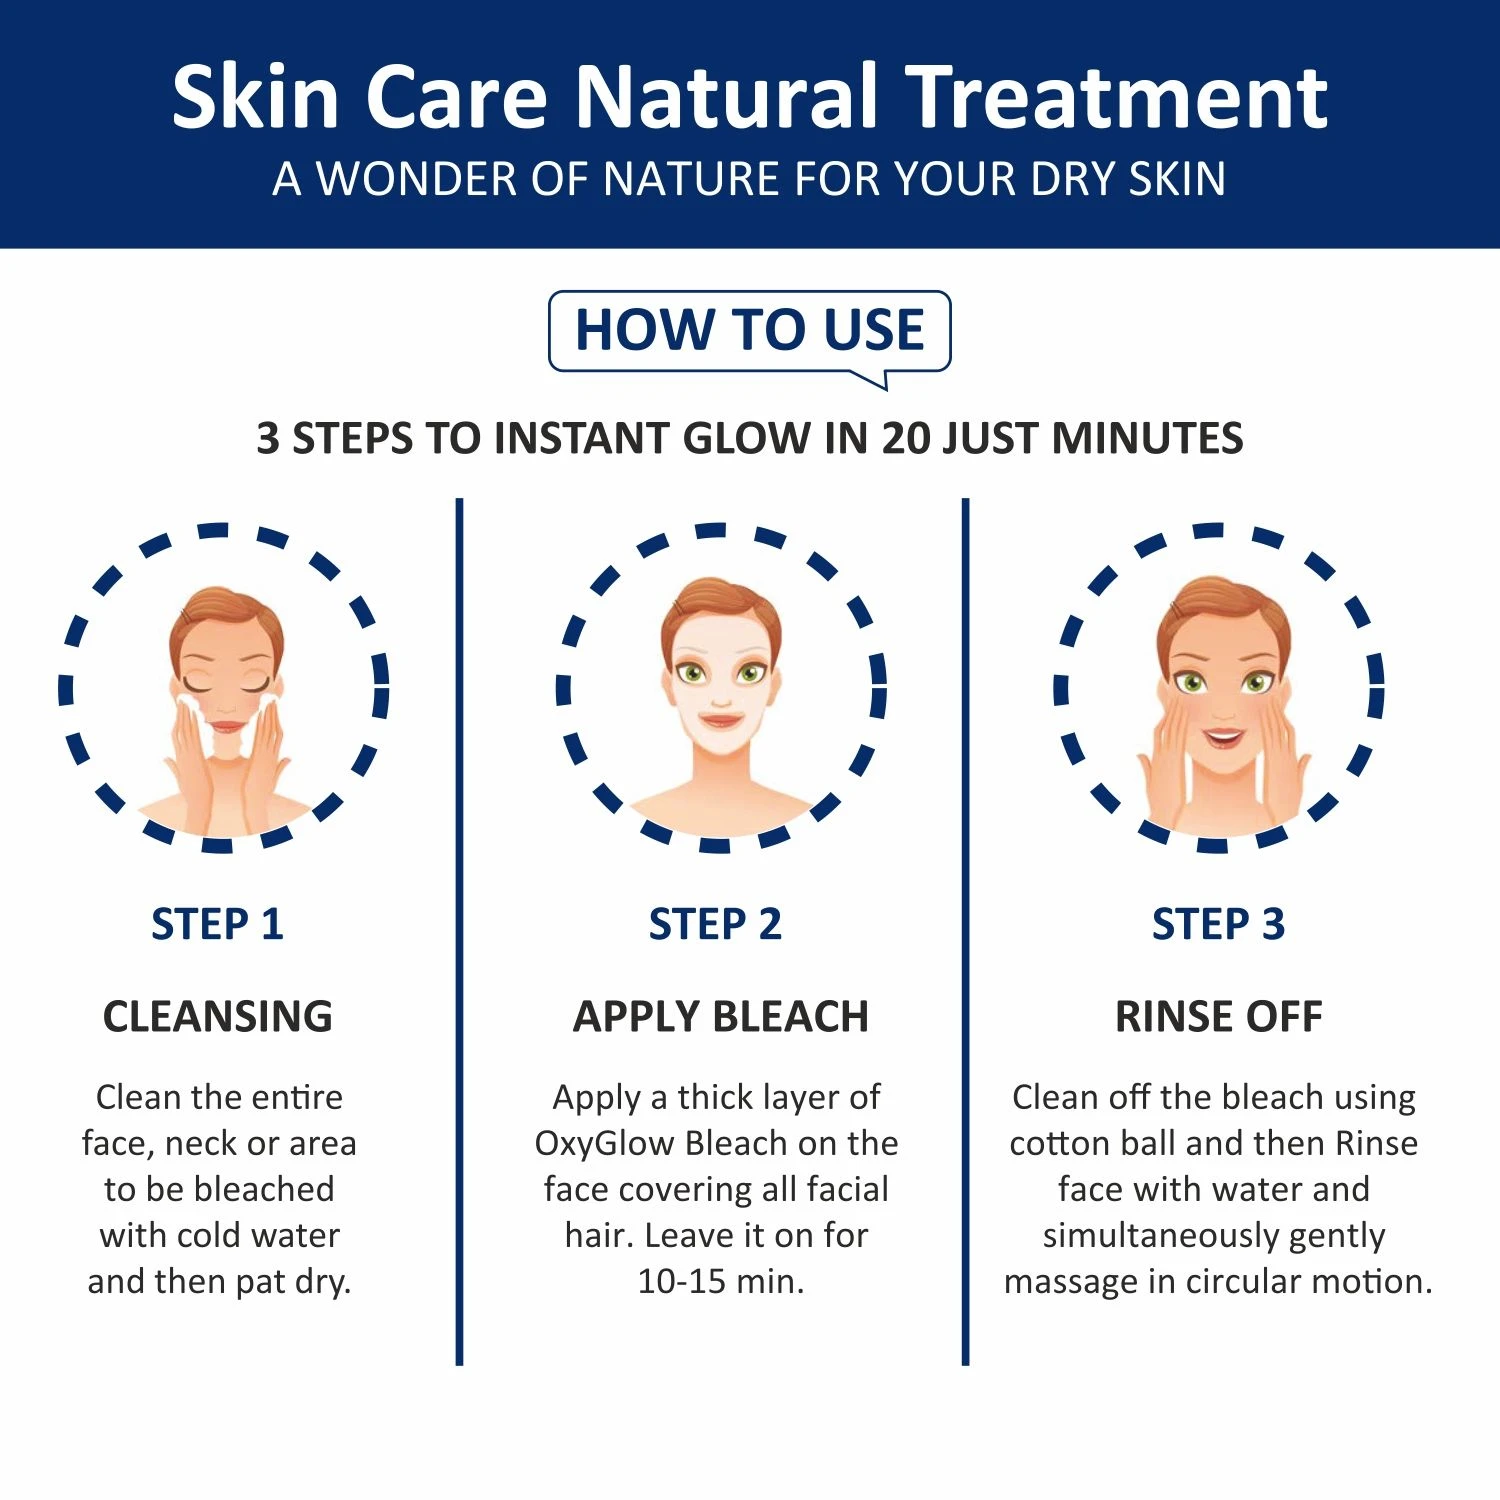 Skin Care Natural Treatment
A WONDER OF NATURE FOR YOUR DRY SKIN
HOW TO USE
3 STEPS TO INSTANT GLOW IN 20 JUST MINUTES
STEP 1
CLEANSING
Clean the entire
face, neck or area
to be bleached
with cold water
and then pat dry.
STEP 2
APPLY BLEACH
Apply a thick layer of
OxyGlow Bleach on the
face covering all facial
hair. Leave it on for
10-15 min.
STEP 3
RINSE OFF
Clean off the bleach using
cotton ball and then Rinse
face with water and
simultaneously gently
massage in circular motion.